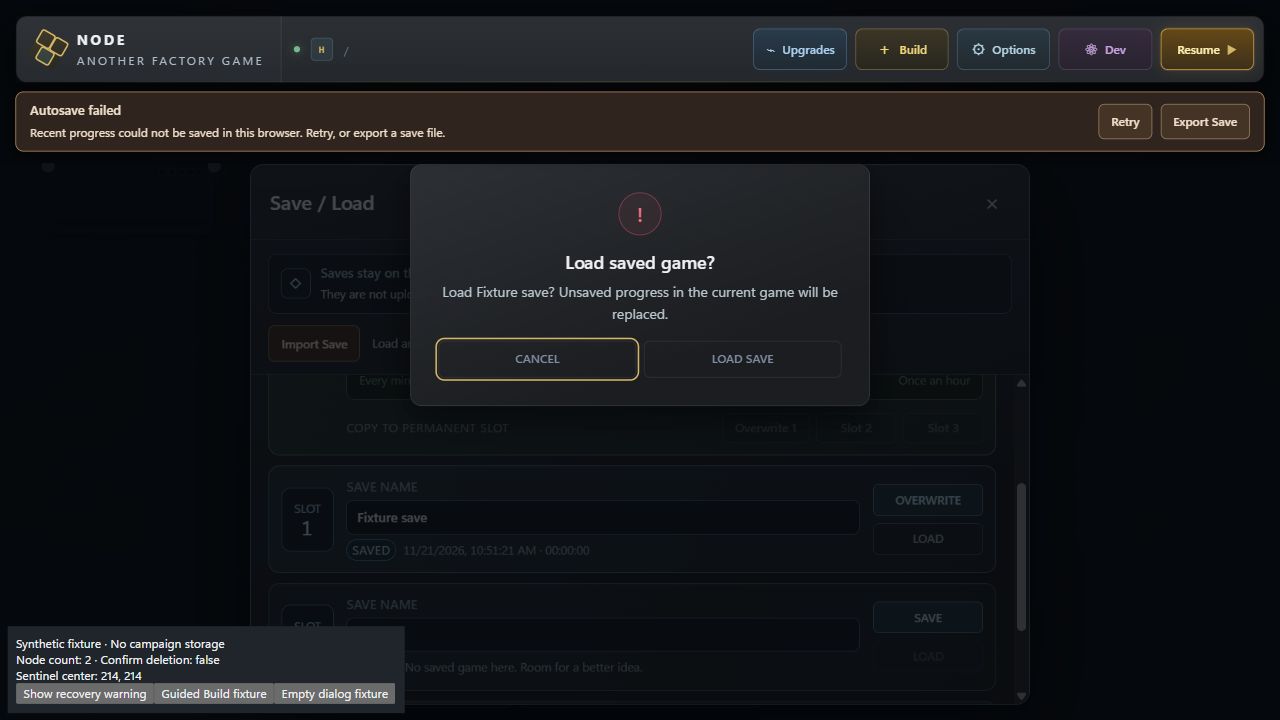 NODE
ANOTHER FACTORY GAME
H /
Upgrades
+ Build
Options
Dev
Resume
Autosave failed
Recent progress could not be saved in this browser. Retry, or export a save file.
Retry
Export Save
Save / Load
Saves stay on
They are not
Import Save
Load
!
Load saved game?
Load Fixture save? Unsaved progress in the current game will be
replaced.
CANCEL
LOAD SAVE
Every
Once an hour
COPY TO PERMANENT SLOT
Overwrite 1
Slot 2
Slot 3
SLOT
1
SAVE NAME
Fixture save
SAVED
11/21/2026, 10:51:21 AM · 00:00:00
OVERWRITE
LOAD
SLOT
SAVE NAME
No saved game here. Room for a better idea.
SAVE
LOAD
Synthetic fixture · No campaign storage
Node count: 2 · Confirm deletion: false
Sentinel center: 214, 214
Show recovery warning
Guided Build fixture
Empty dialog fixture